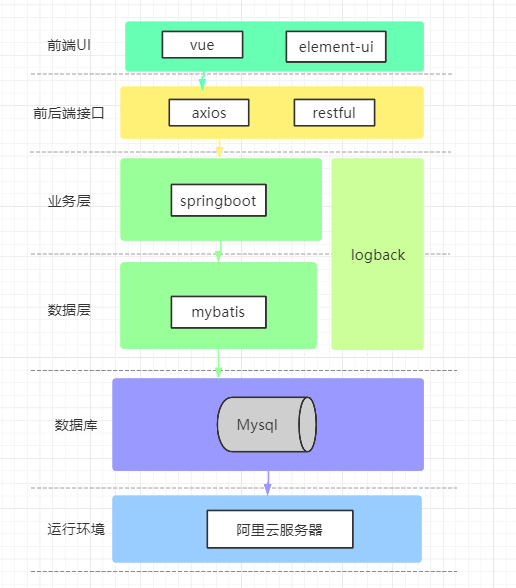 前端UI
vue
element-ui
前后端接口
axios
restful
业务层
springboot
logback
数据层
mybatis
数据库
Mysql
运行环境
阿里云服务器